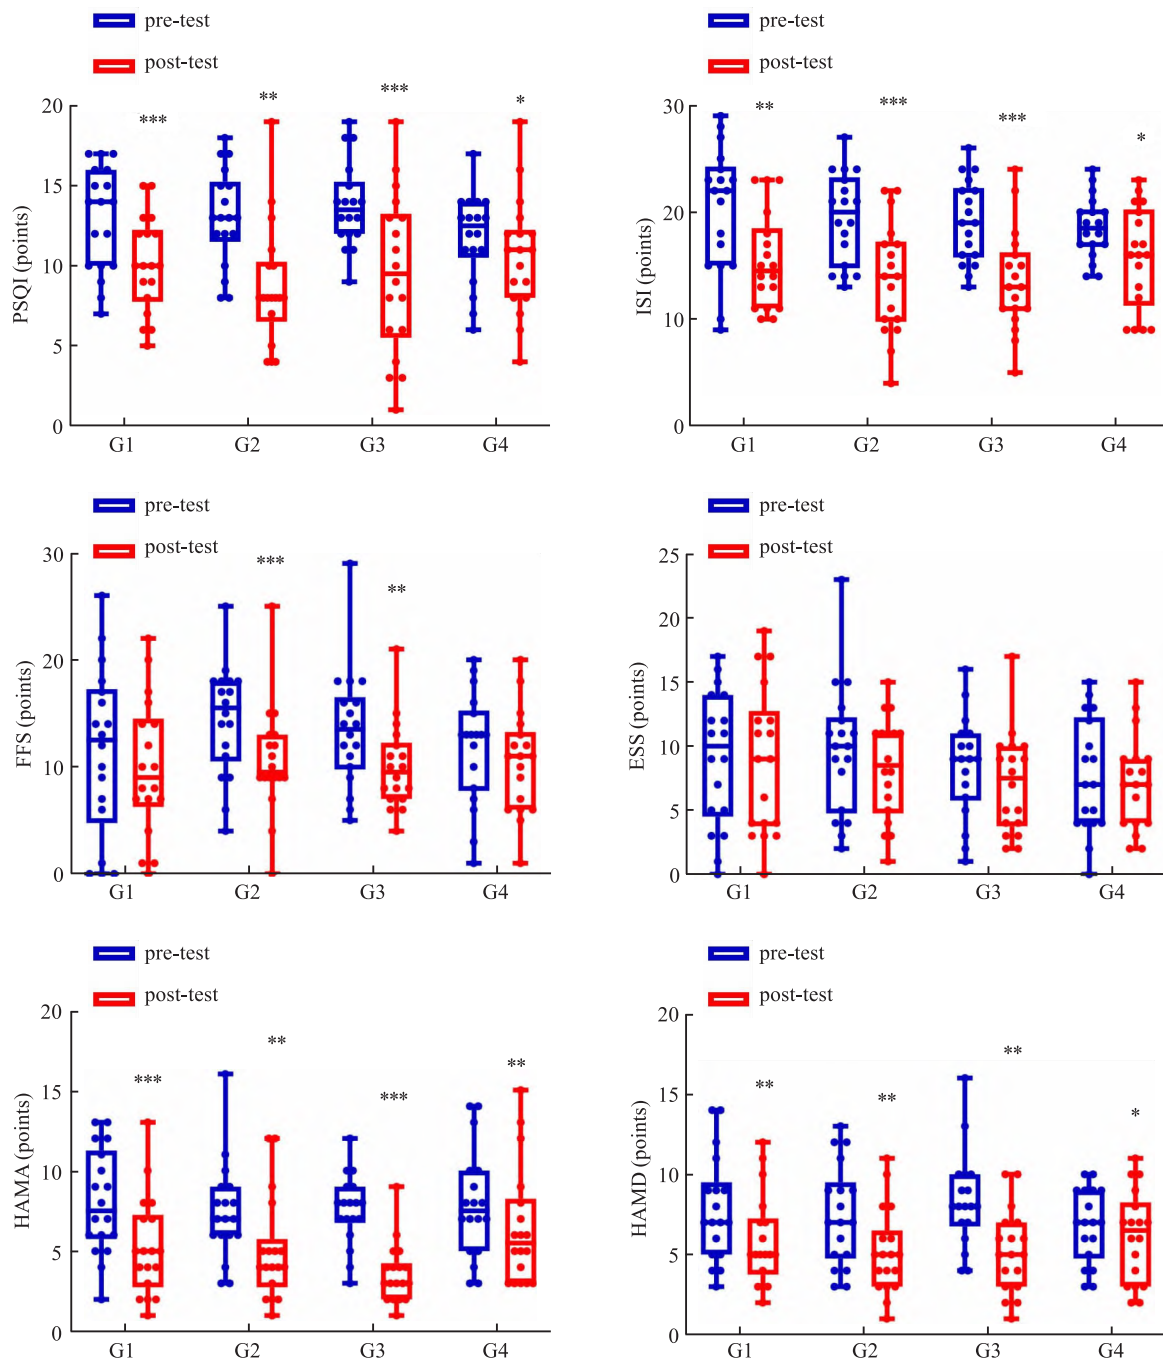 pre-test
post-test
PSQI (points)
20
15
10
5
0
***
**
***
*
G1
G2
G3
G4
pre-test
post-test
ISI (points)
30
20
10
0
**
***
***
*
G1
G2
G3
G4
pre-test
post-test
FFS (points)
30
20
10
0
***
**
G1
G2
G3
G4
pre-test
post-test
ESS (points)
25
20
15
10
5
0
G1
G2
G3
G4
pre-test
post-test
HAMA (points)
20
15
10
5
0
***
**
***
**
G1
G2
G3
G4
pre-test
post-test
HAMD (points)
20
15
10
5
0
**
**
**
*
G1
G2
G3
G4